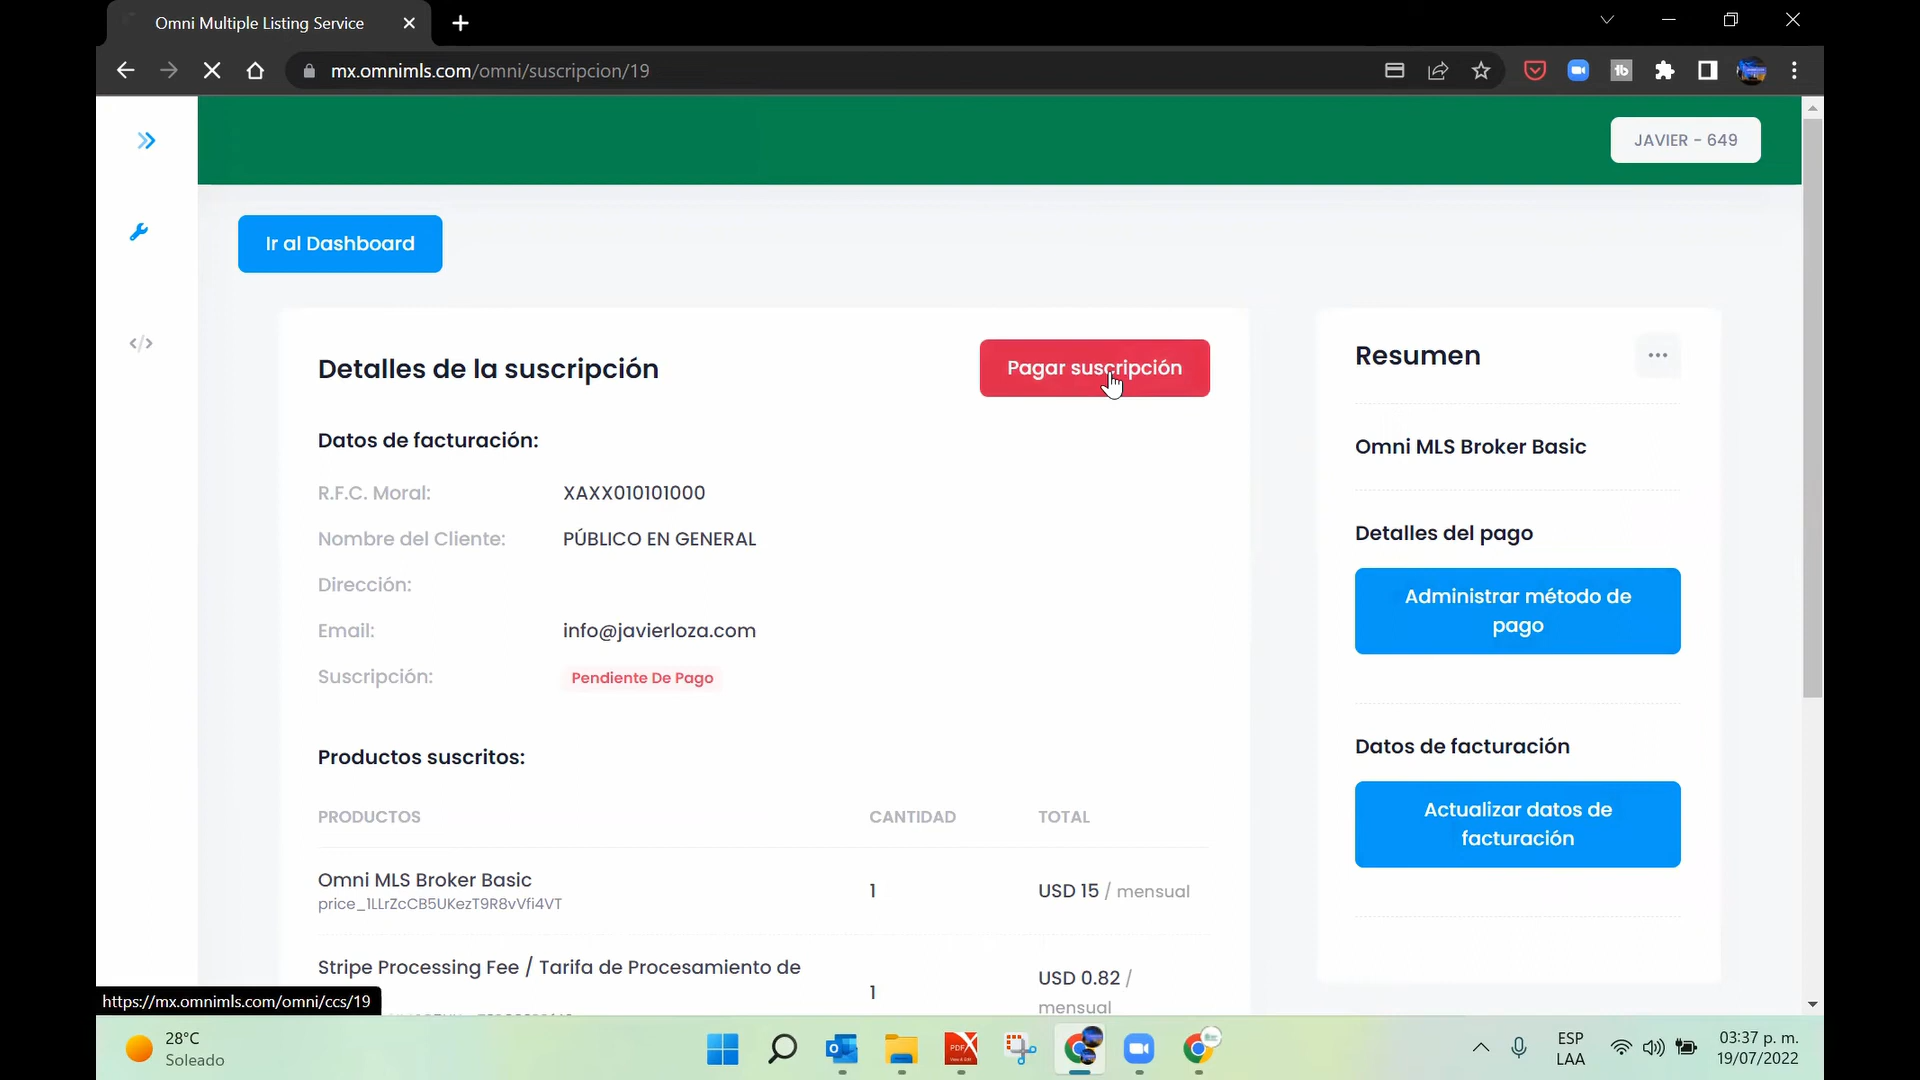 Omni Multiple Listing Service
mx.omnimls.com/omni/suscripcion/19
JAVIER - 649
Ir al Dashboard
Detalles de la suscripción
Pagar suscripción
Datos de facturación:
R.F.C. Moral: XAXX010101000
Nombre del Cliente: PÚBLICO EN GENERAL
Dirección:
Email: info@javierloza.com
Suscripción: Pendiente De Pago
Productos suscritos:
PRODUCTOS CANTIDAD TOTAL
Omni MLS Broker Basic 1 USD 15 / mensual
price_1LLrZcCB5UKezT9R8vVfi4VT
Stripe Processing Fee / Tarifa de Procesamiento de
1 USD 0.82 /
mensual
Resumen
Omni MLS Broker Basic
Detalles del pago
Administrar método de
pago
Datos de facturación
Actualizar datos de
facturación
https://mx.omnimls.com/omni/ccs/19
28°C
Soleado
PDF
ESP
LAA
03:37 p. m.
19/07/2022